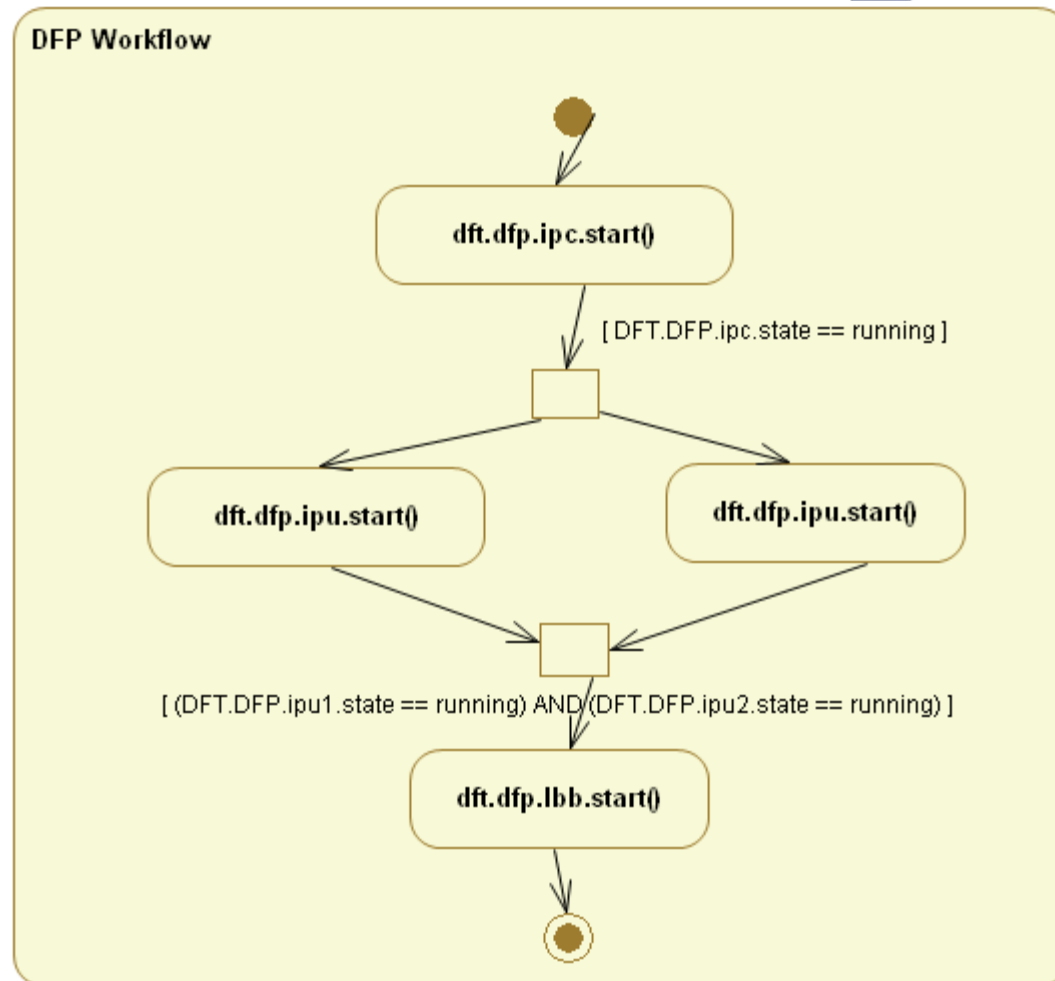 DFP Workflow
dft.dfp.ipc.start()
[ DFT.DFP.ipc.state == running ]
dft.dfp.ipu.start()
dft.dfp.ipu.start()
[ (DFT.DFP.ipu1.state == running) AND (DFT.DFP.ipu2.state == running) ]
dft.dfp.lbb.start()